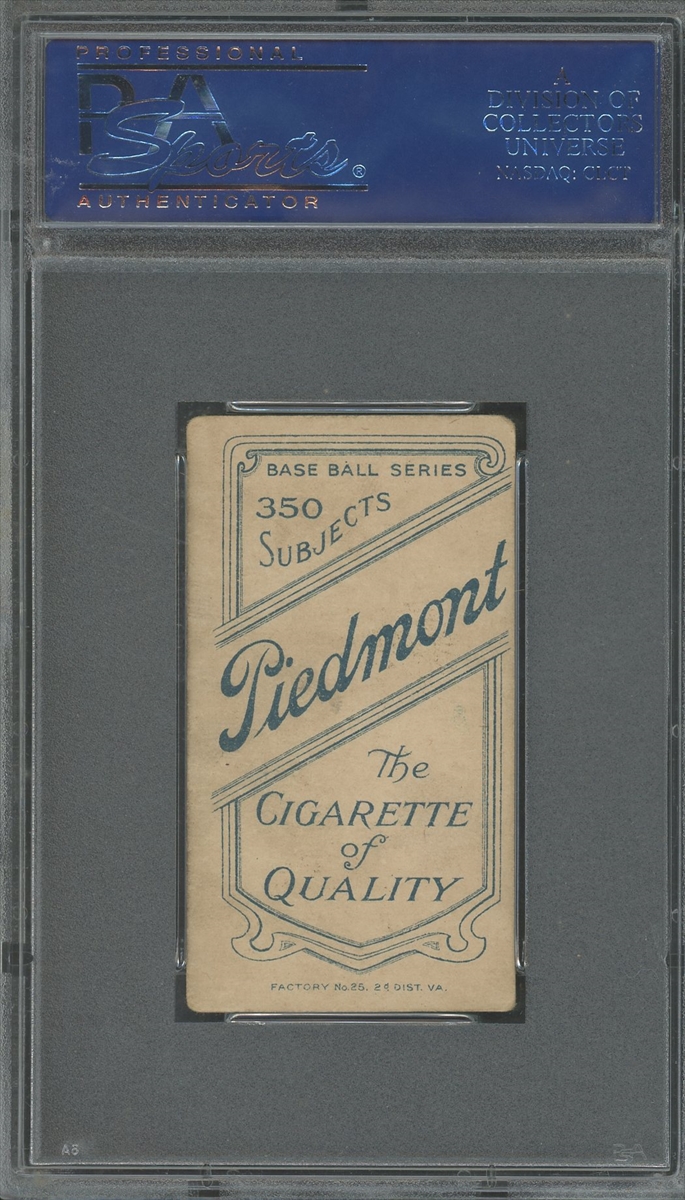 PROFESSIONAL
PSA
Sports®
AUTHENTICATOR
A
DIVISION OF
COLLECTORS
UNIVERSE
NASDAQ: CLCT
BASE BALL SERIES
350
SUBJECTS
Piedmont
The
CIGARETTE
of
QUALITY
FACTORY No. 25, 2d DIST. VA.
PSA